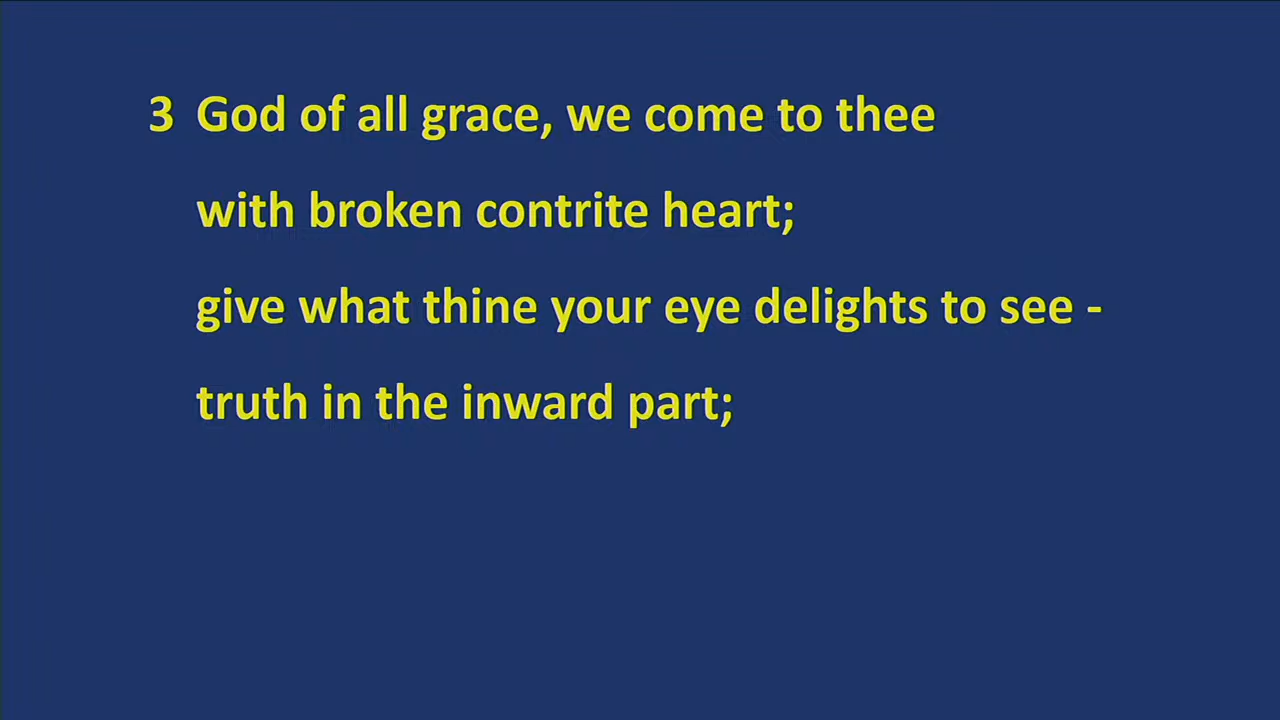 3 God of all grace, we come to thee
with broken contrite heart;
give what thine your eye delights to see -
truth in the inward part;